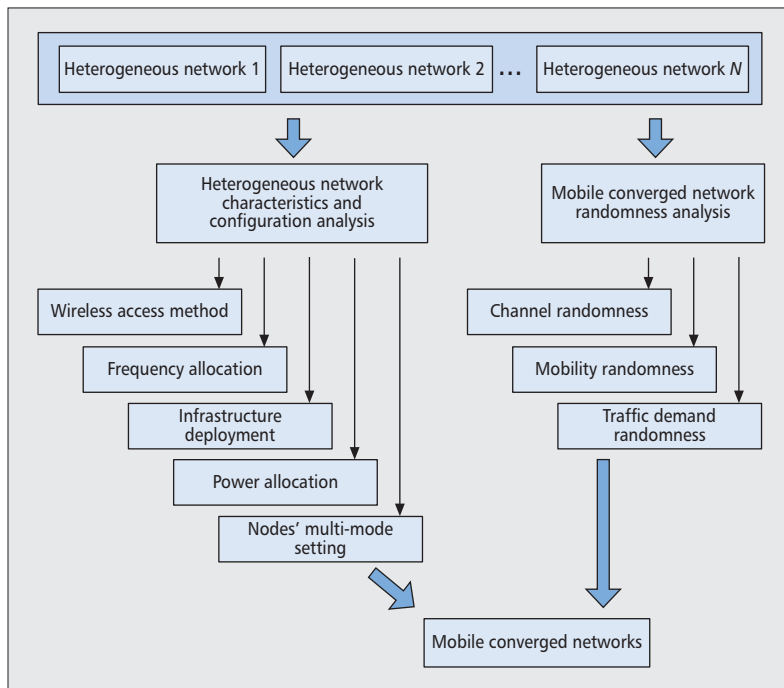 Heterogeneous network 1
Heterogeneous network 2
...
Heterogeneous network N
Heterogeneous network
characteristics and
configuration analysis
Mobile converged network
randomness analysis
Wireless access method
Channel randomness
Frequency allocation
Mobility randomness
Infrastructure
deployment
Traffic demand
randomness
Power allocation
Nodes' multi-mode
setting
Mobile converged networks